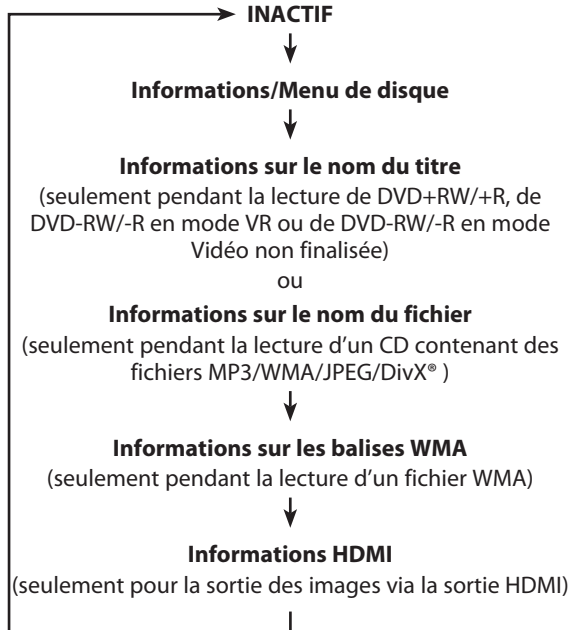 INACTIF
Informations/Menu de disque
Informations sur le nom du titre
(seulement pendant la lecture de DVD+RW/+R, de
DVD-RW/-R en mode VR ou de DVD-RW/-R en mode
Vidéo non finalisée)
ou
Informations sur le nom du fichier
(seulement pendant la lecture d'un CD contenant des
fichiers MP3/WMA/JPEG/DivX® )
Informations sur les balises WMA
(seulement pendant la lecture d'un fichier WMA)
Informations HDMI
(seulement pour la sortie des images via la sortie HDMI)